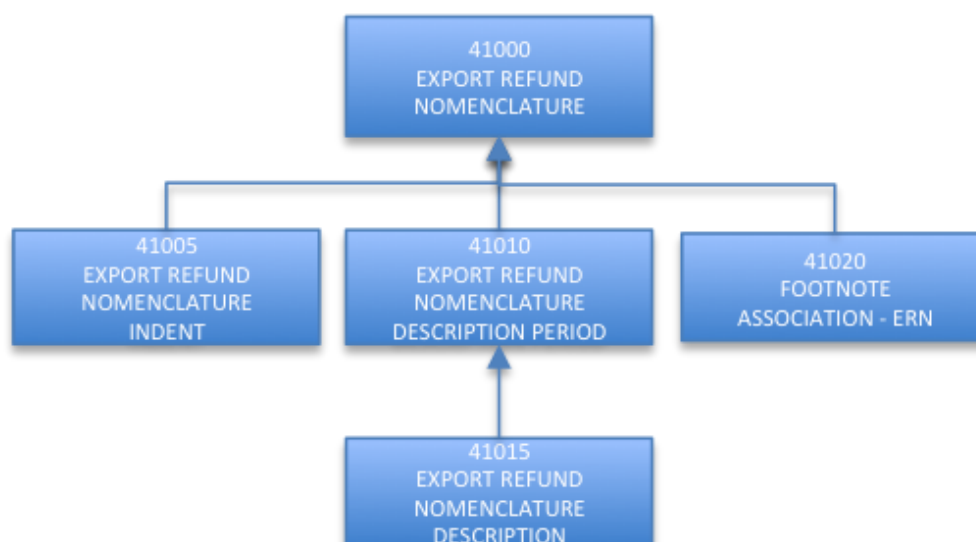 41000
EXPORT REFUND
NOMENCLATURE
41005
EXPORT REFUND
NOMENCLATURE
INDENT
41010
EXPORT REFUND
NOMENCLATURE
DESCRIPTION PERIOD
41020
FOOTNOTE
ASSOCIATION - ERN
41015
EXPORT REFUND
NOMENCLATURE
DESCRIPTION